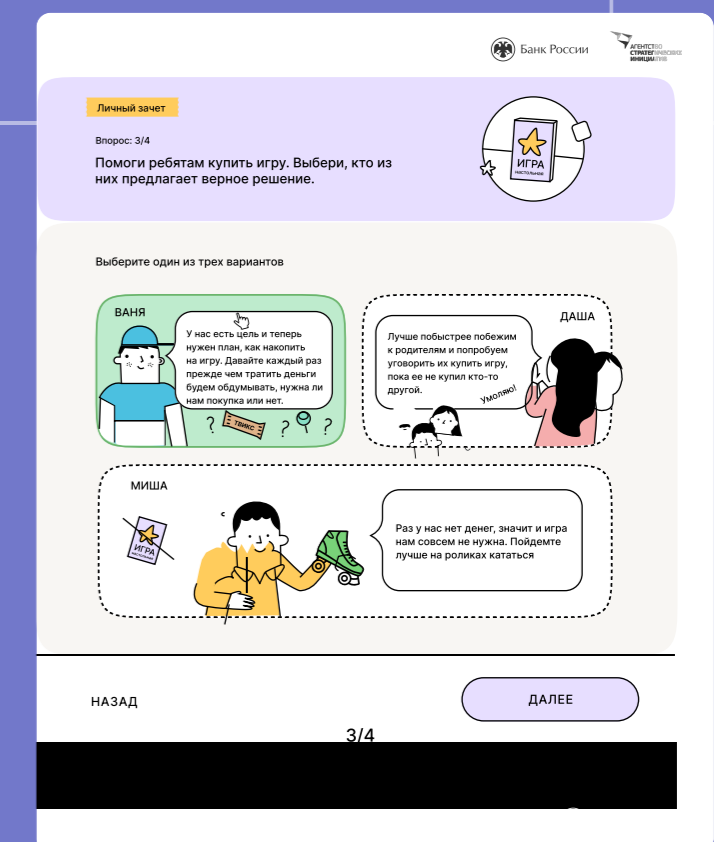 Банк России
АГЕНТСТВО
СТРАТЕГИЧЕСКИХ
ИНИЦИАТИВ
Личный зачет
Впорос: 3/4
Помоги ребятам купить игру. Выбери, кто из
них предлагает верное решение.
ИГРА
настольная
Выберите один из трех вариантов
ВАНЯ
У нас есть цель и теперь
нужен план, как накопить
на игру. Давайте каждый раз
прежде чем тратить деньги
будем обдумывать, нужна ли
нам покупка или нет.
?
ТВИКС
?
?
ДАША
Лучше побыстрее побежим
к родителям и попробуем
уговорить их купить игру,
пока ее не купил кто-то
другой.
Умоляю!
МИША
ИГРА
настольная
Раз у нас нет денег, значит и игра
нам совсем не нужна. Пойдемте
лучше на роликах кататься
НАЗАД
ДАЛЕЕ
3/4